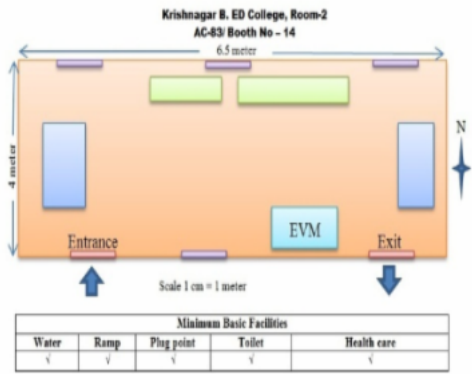 Krishnagar B. ED College, Room-2
AC-83/ Booth No – 14
6.5 meter
4 meter
N
EVM
Entrance
Exit
Scale 1 cm = 1 meter
Minimum Basic Facilities
Water Ramp Plug point Toilet Health care
√ √ √ √ √